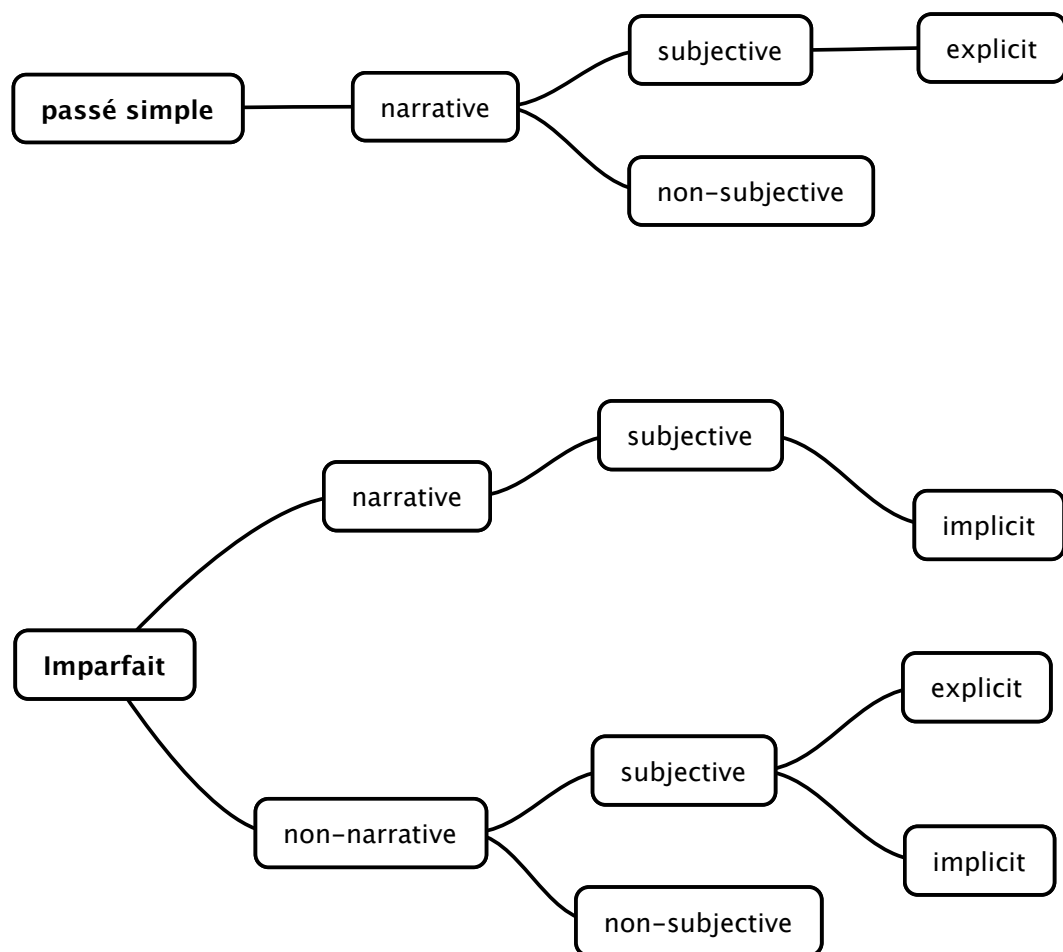 passé simple
narrative
subjective
explicit
non-subjective
Imparfait
narrative
subjective
implicit
non-narrative
subjective
explicit
implicit
non-subjective